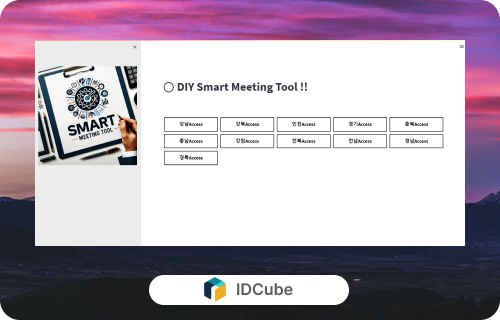 SMART
MEETING TOOL
DIY Smart Meeting Tool !!
강남Access 강북Access 인천Access 경기Access 충북Access
충남Access 강원Access 전북Access 전남Access 경남Access
경북Access
IDCube